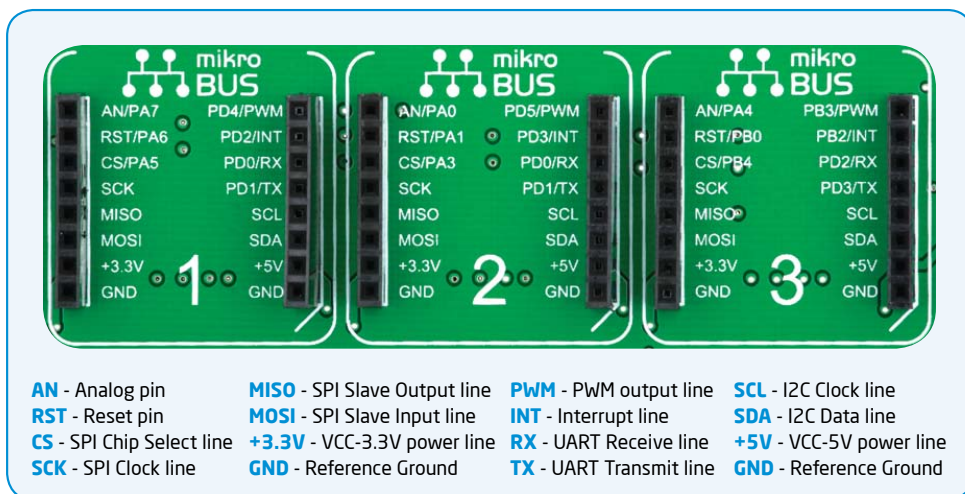 mikro
BUS
AN/PA7 PD4/PWM
RST/PA6 PD2/INT
CS/PA5 PD0/RX
SCK PD1/TX
MISO SCL
MOSI SDA
+3.3V +5V
GND GND
1
mikro
BUS
AN/PA0 PD5/PWM
RST/PA1 PD3/INT
CS/PA3 PD0/RX
SCK PD1/TX
MISO SCL
MOSI SDA
+3.3V +5V
GND GND
2
mikro
BUS
AN/PA4 PB3/PWM
RST/PB0 PB2/INT
CS/PB4 PD2/RX
SCK PD3/TX
MISO SCL
MOSI SDA
+3.3V +5V
GND GND
3
AN - Analog pin
RST - Reset pin
CS - SPI Chip Select line
SCK - SPI Clock line
MISO - SPI Slave Output line
MOSI - SPI Slave Input line
+3.3V - VCC-3.3V power line
GND - Reference Ground
PWM - PWM output line
INT - Interrupt line
RX - UART Receive line
TX - UART Transmit line
SCL - I2C Clock line
SDA - I2C Data line
+5V - VCC-5V power line
GND - Reference Ground